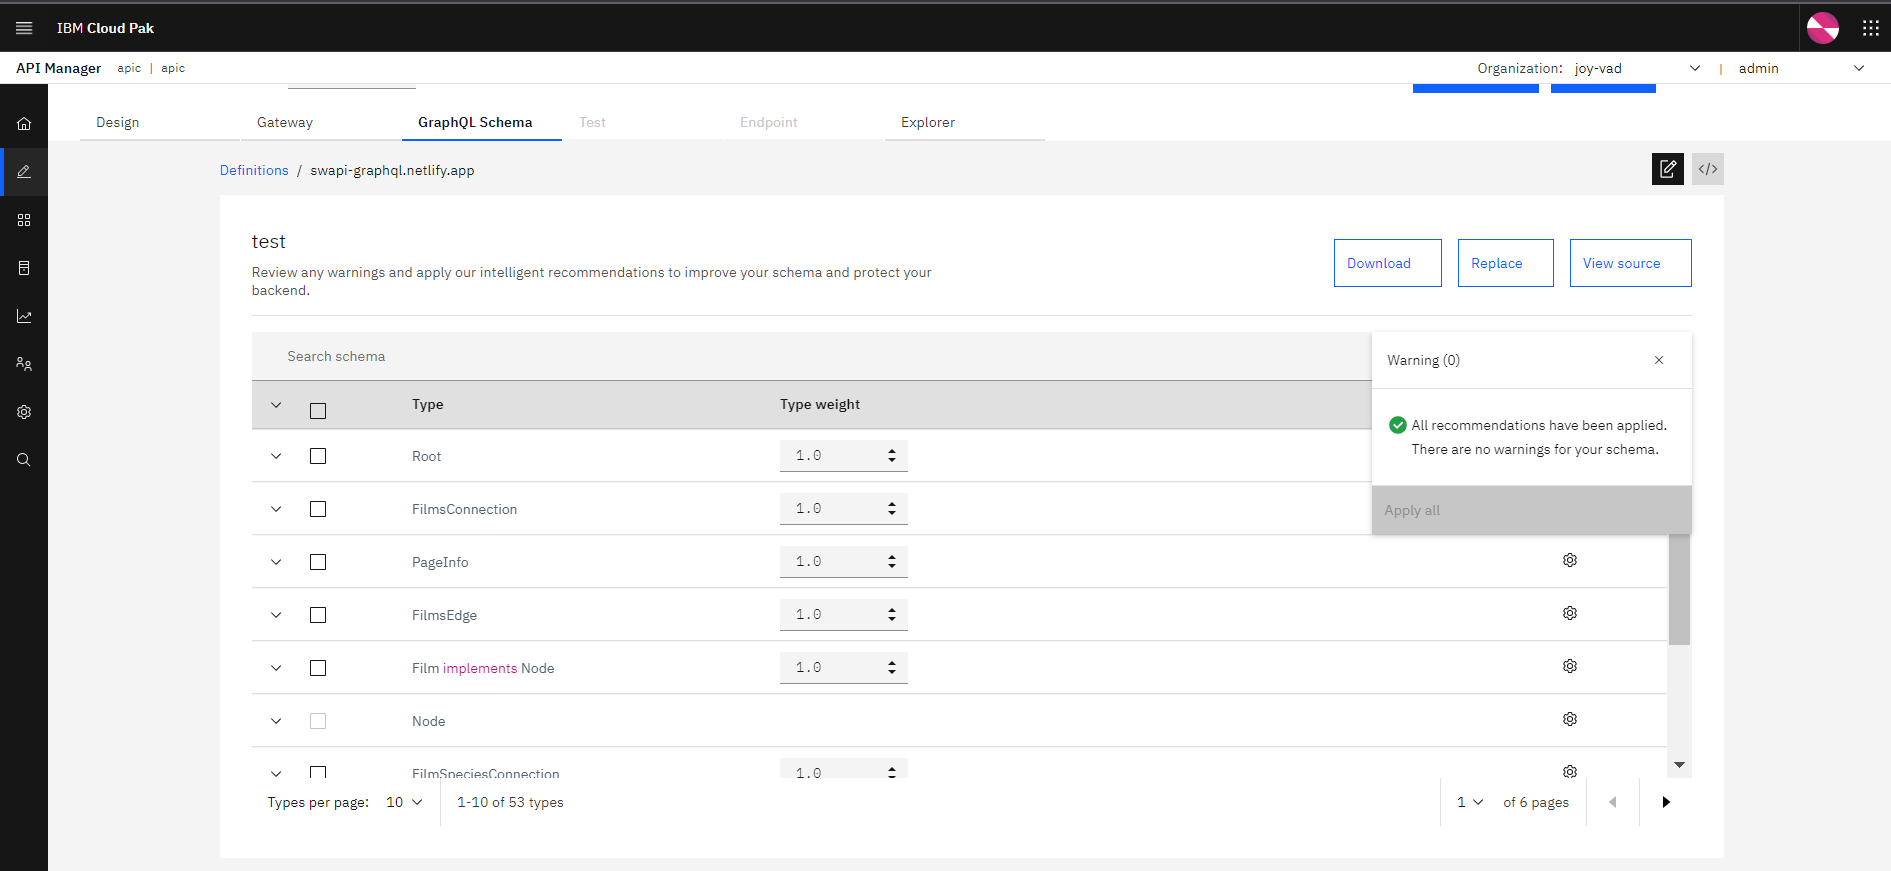 IBM Cloud Pak
API Manager apic | apic Organization: joy-vad | admin
Design Gateway GraphQL Schema Test Endpoint Explorer
Definitions / swapi-graphql.netlify.app </>
test
Review any warnings and apply our intelligent recommendations to improve your schema and protect your
backend.
Download Replace View source
Search schema
Warning (0)
Type Type weight
All recommendations have been applied.
There are no warnings for your schema.
Apply all
Root 1.0
FilmsConnection 1.0
PageInfo 1.0
FilmsEdge 1.0
Film implements Node 1.0
Node
FilmSpeciesConnection 1.0
Types per page: 10 1-10 of 53 types 1 of 6 pages